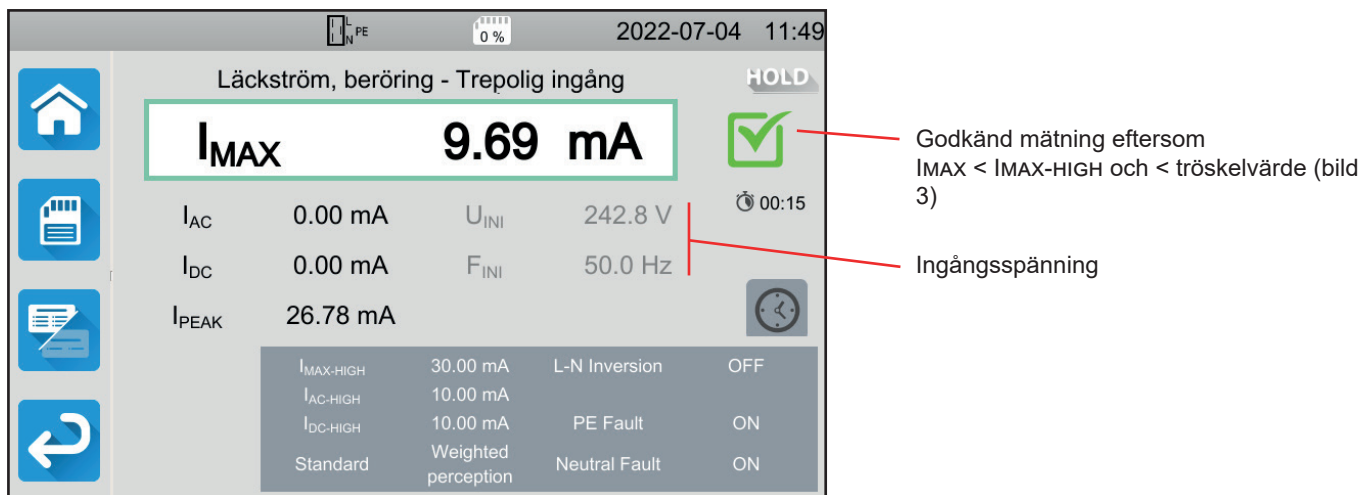 L
N PE
0 %
2022-07-04 11:49
Läckström, beröring - Trepolig ingång
HOLD
IMAX 9.69 mA
00:15
IAC 0.00 mA UINI 242.8 V
IDC 0.00 mA FINI 50.0 Hz
IPEAK 26.78 mA
IMAX-HIGH 30.00 mA L-N Inversion OFF
IAC-HIGH 10.00 mA
IDC-HIGH 10.00 mA PE Fault ON
Standard Weighted perception Neutral Fault ON
Godkänd mätning eftersom
IMAX < IMAX-HIGH och < tröskelvärde (bild
3)
Ingångsspänning